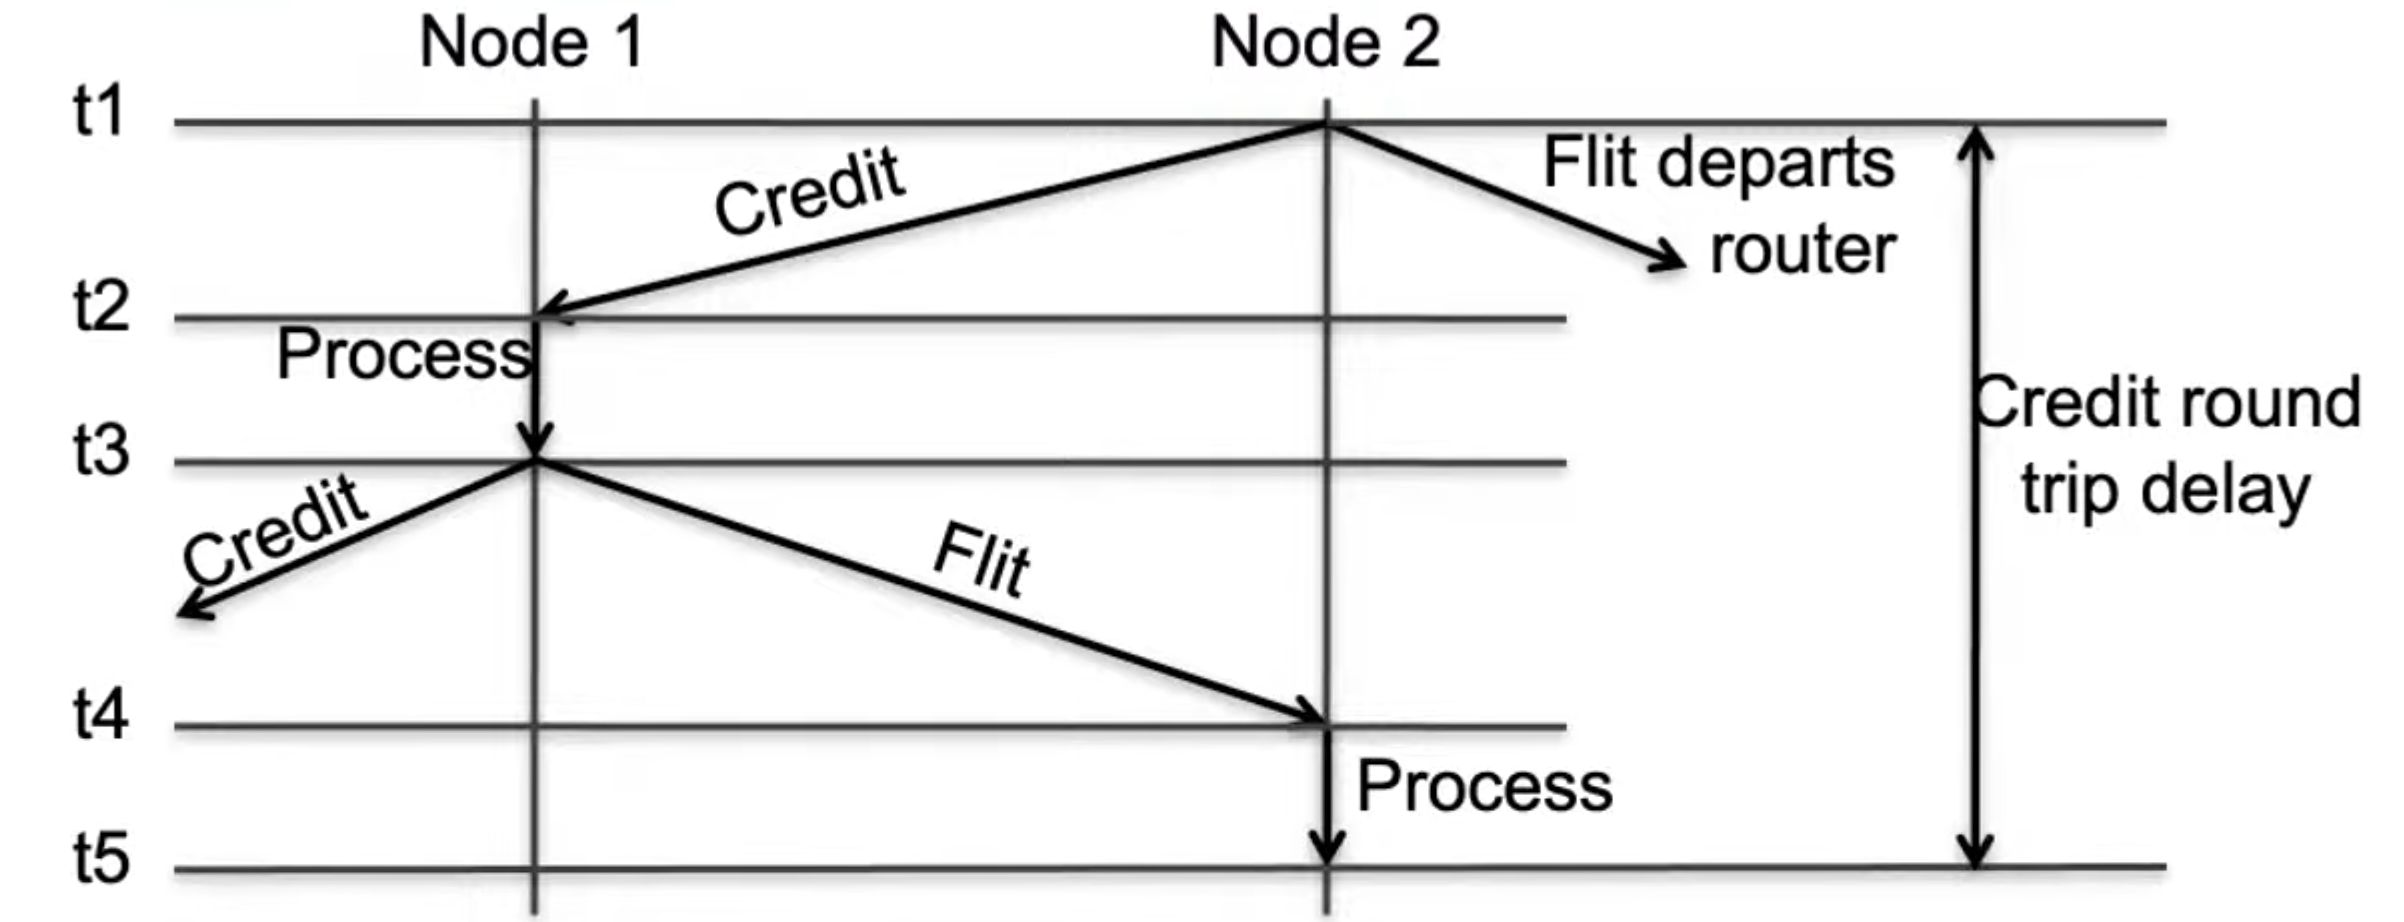 Node 1
Node 2
t1
Credit
Flit departs
router
t2
Process
t3
Credit round
trip delay
Credit
Flit
t4
Process
t5